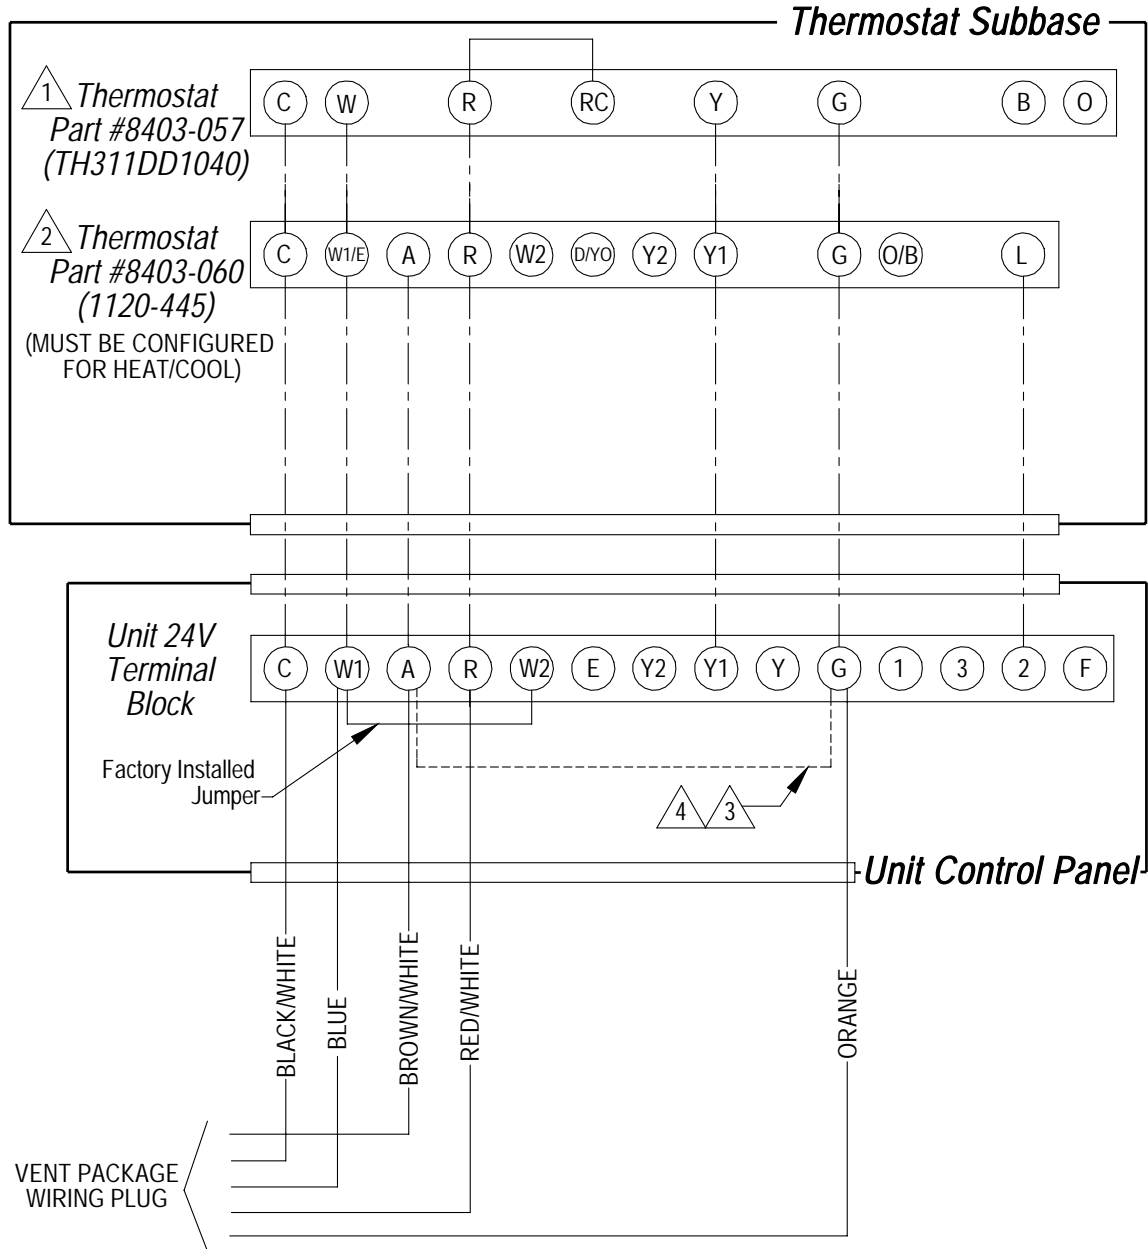 Thermostat Subbase
1 Thermostat
Part #8403-057
(TH311DD1040)
C W R RC Y G B O
2 Thermostat
Part #8403-060
(1120-445)
(MUST BE CONFIGURED
FOR HEAT/COOL)
C W1/E A R W2 D/YO Y2 Y1 G O/B L
Unit 24V
Terminal
Block
C W1 A R W2 E Y2 Y1 Y G 1 3 2 F
Factory Installed
Jumper
4 3
Unit Control Panel
BLACK/WHITE
BLUE
BROWN/WHITE
RED/WHITE
ORANGE
VENT PACKAGE
WIRING PLUG